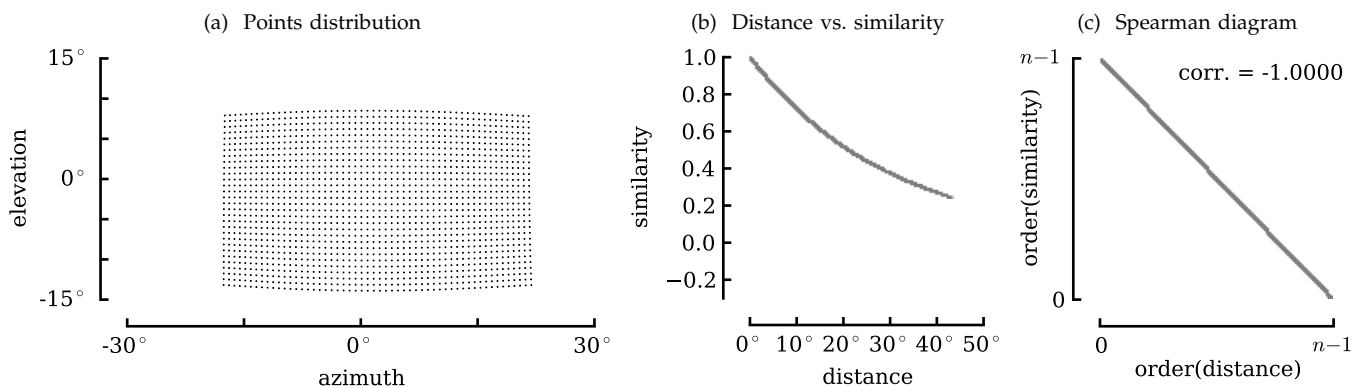 (a) Points distribution
15°
0°
-15°
elevation
-30°
0°
30°
azimuth
(b) Distance vs. similarity
1.0
0.8
0.6
0.4
0.2
0.0
−0.2
similarity
0° 10° 20° 30° 40° 50°
distance
(c) Spearman diagram
n−1
corr. = -1.0000
0
order(similarity)
0
n−1
order(distance)